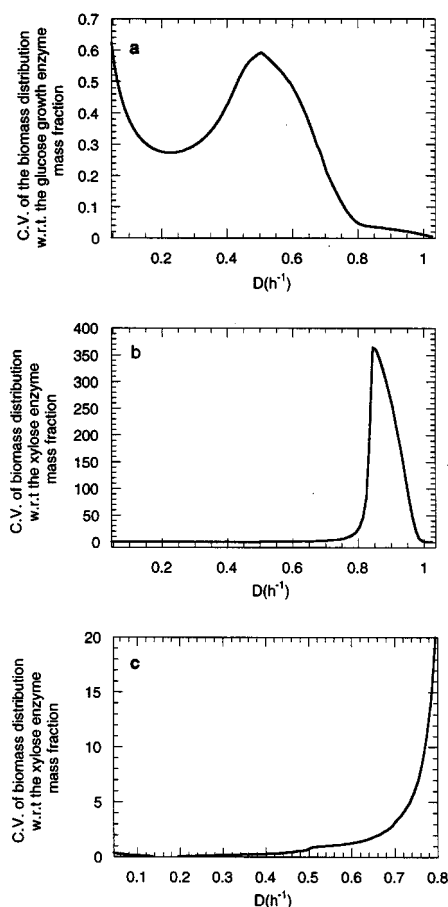 0.7
0.6
0.5
0.4
0.3
0.2
0.1
0
a
C.V. of the biomass distribution
w.r.t. the glucose growth enzyme
mass fraction
0.2 0.4 0.6 0.8 1
D(h⁻¹)
400
350
300
250
200
150
100
50
0
b
C.V. of biomass distribution
w.r.t the xylose enzyme
mass fraction
0.2 0.4 0.6 0.8 1
D(h⁻¹)
20
15
10
5
0
c
C.V. of biomass distribution
w.r.t the xylose enzyme
mass fraction
0.1 0.2 0.3 0.4 0.5 0.6 0.7 0.8
D(h⁻¹)